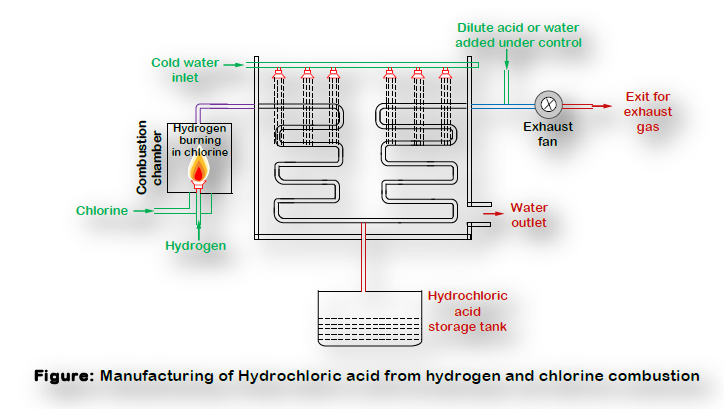 Dilute acid or water
added under control
Cold water
inlet
Exit for
exhaust
gas
Exhaust
fan
Combustion
chamber
Hydrogen
burning
in chlorine
Chlorine
Hydrogen
Water
outlet
Hydrochloric
acid
storage tank
Figure: Manufacturing of Hydrochloric acid from hydrogen and chlorine combustion